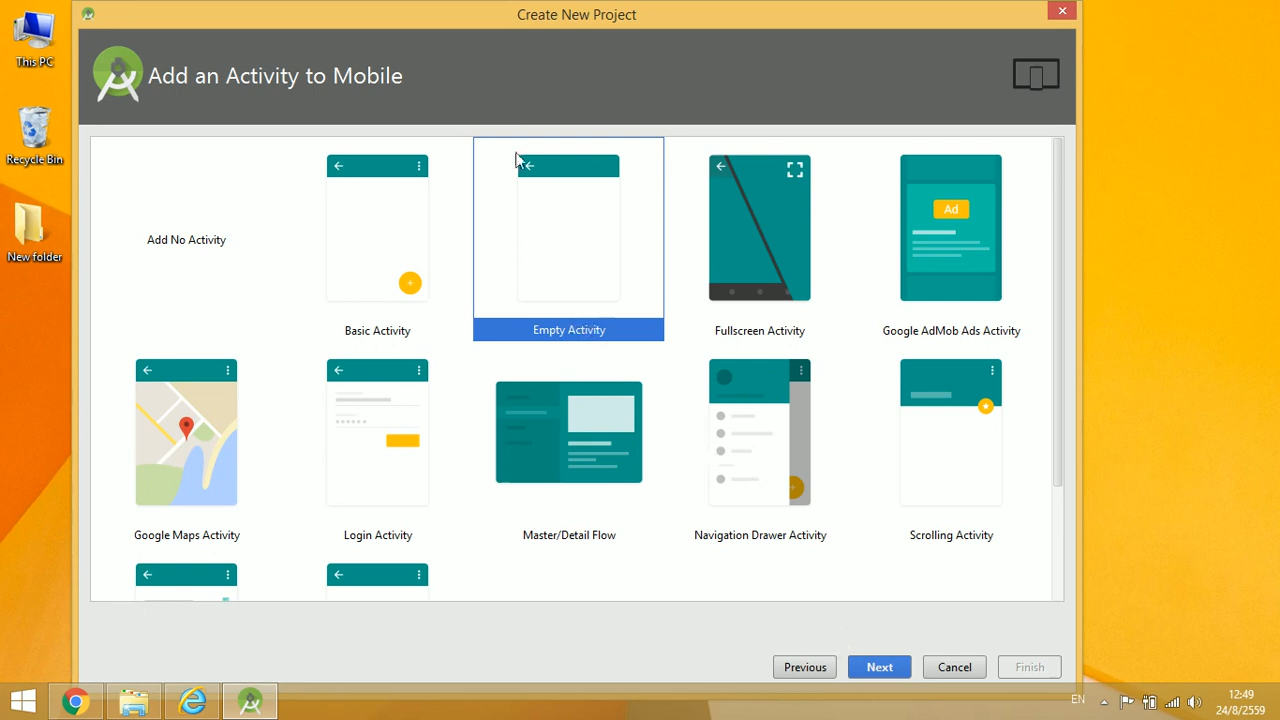 Create New Project
This PC
Add an Activity to Mobile
Recycle Bin
Add No Activity
Ad
New folder
Basic Activity
Empty Activity
Fullscreen Activity
Google AdMob Ads Activity
Google Maps Activity
Login Activity
Master/Detail Flow
Navigation Drawer Activity
Scrolling Activity
Previous
Next
Cancel
Finish
EN
12:49
24/8/2559